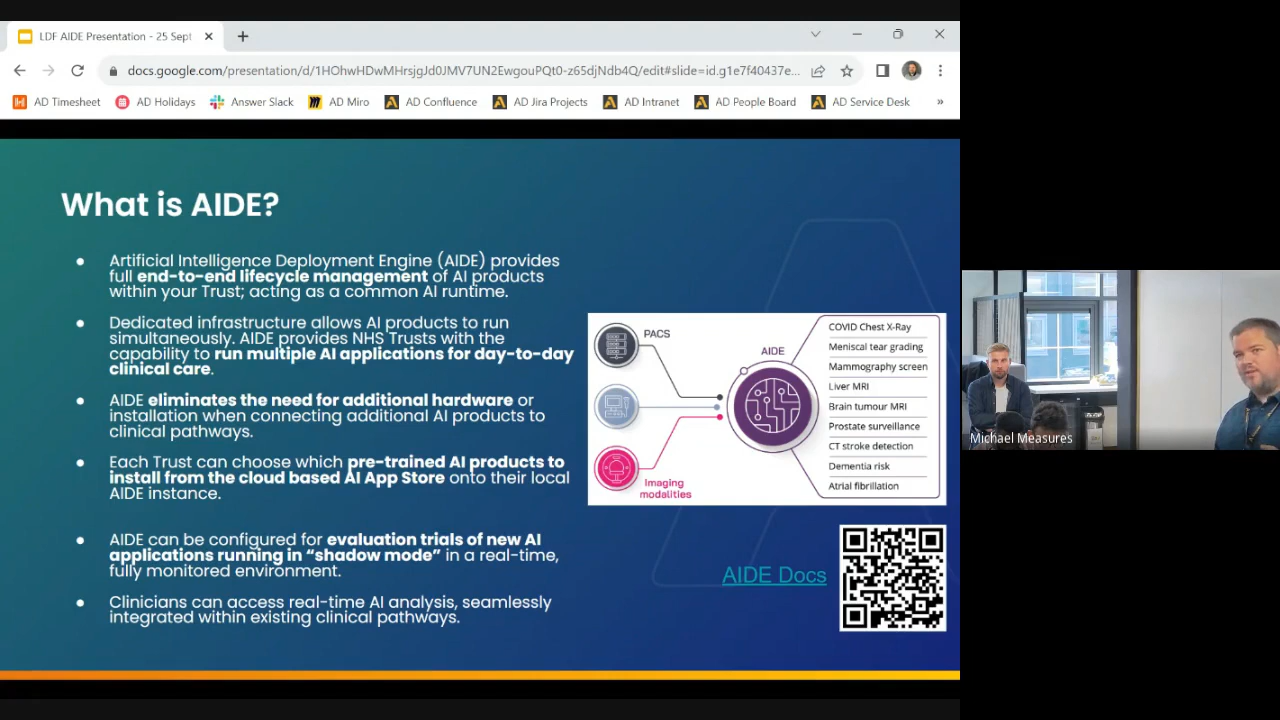 LDF AIDE Presentation - 25 Sept
docs.google.com/presentation/d/1HOhwHDwMHrsjgJd0JMV7UN2EwgouPQt0-z65djNdb4Q/edit#slide=id.g1e7f40437e...
AD Timesheet
AD Holidays
Answer Slack
AD Miro
AD Confluence
AD Jira Projects
AD Intranet
AD People Board
AD Service Desk
»
What is AIDE?
● Artificial Intelligence Deployment Engine (AIDE) provides
full end-to-end lifecycle management of AI products
within your Trust; acting as a common AI runtime.
● Dedicated infrastructure allows AI products to run
simultaneously. AIDE provides NHS Trusts with the
capability to run multiple AI applications for day-to-day
clinical care.
● AIDE eliminates the need for additional hardware or
installation when connecting additional AI products to
clinical pathways.
● Each Trust can choose which pre-trained AI products to
install from the cloud based AI App Store onto their local
AIDE instance.
● AIDE can be configured for evaluation trials of new AI
applications running in “shadow mode” in a real-time,
fully monitored environment.
● Clinicians can access real-time AI analysis, seamlessly
integrated within existing clinical pathways.
PACS
Imaging
modalities
AIDE
COVID Chest X-Ray
Meniscal tear grading
Mammography screen
Liver MRI
Brain tumour MRI
Prostate surveillance
CT stroke detection
Dementia risk
Atrial fibrillation
AIDE Docs
Michael Measures